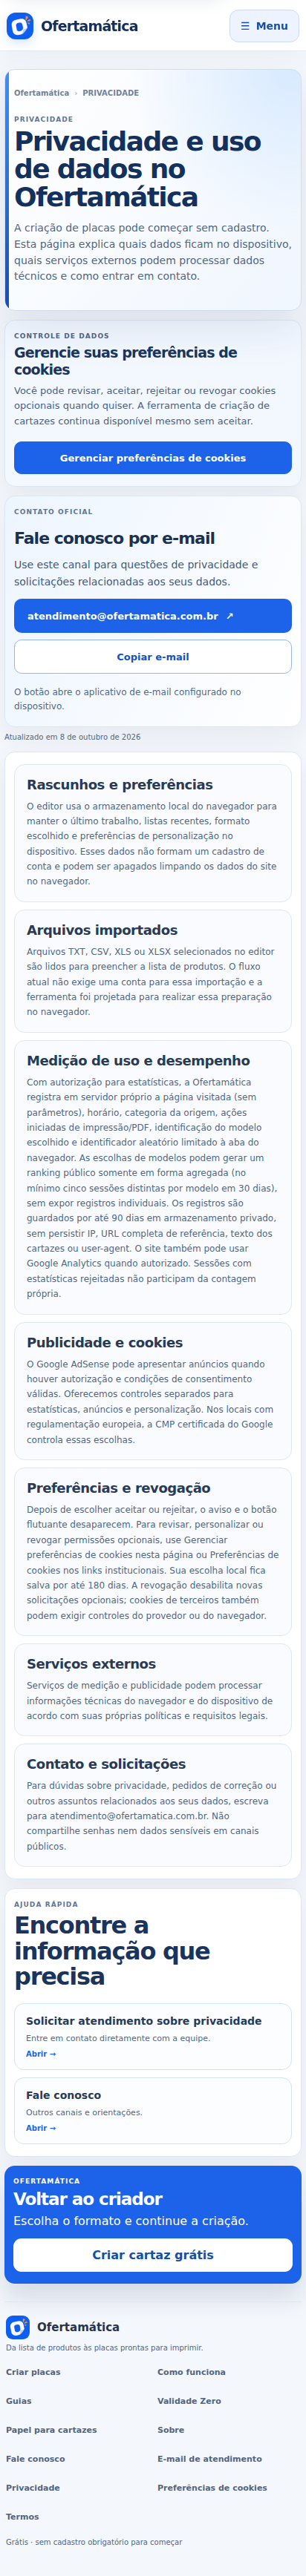 Ofertamática
☰ Menu
Ofertamática › PRIVACIDADE
PRIVACIDADE
Privacidade e uso
de dados no
Ofertamática
A criação de placas pode começar sem cadastro.
Esta página explica quais dados ficam no dispositivo,
quais serviços externos podem processar dados
técnicos e como entrar em contato.
CONTROLE DE DADOS
Gerencie suas preferências de
cookies
Você pode revisar, aceitar, rejeitar ou revogar cookies
opcionais quando quiser. A ferramenta de criação de
cartazes continua disponível mesmo sem aceitar.
Gerenciar preferências de cookies
CONTATO OFICIAL
Fale conosco por e-mail
Use este canal para questões de privacidade e
solicitações relacionadas aos seus dados.
atendimento@ofertamatica.com.br ↗
Copiar e-mail
O botão abre o aplicativo de e-mail configurado no
dispositivo.
Atualizado em 8 de outubro de 2026
Rascunhos e preferências
O editor usa o armazenamento local do navegador para
manter o último trabalho, listas recentes, formato
escolhido e preferências de personalização no
dispositivo. Esses dados não formam um cadastro de
conta e podem ser apagados limpando os dados do site
no navegador.
Arquivos importados
Arquivos TXT, CSV, XLS ou XLSX selecionados no editor
são lidos para preencher a lista de produtos. O fluxo
atual não exige uma conta para essa importação e a
ferramenta foi projetada para realizar essa preparação
no navegador.
Medição de uso e desempenho
Com autorização para estatísticas, a Ofertamática
registra em servidor próprio a página visitada (sem
parâmetros), horário, categoria da origem, ações
iniciadas de impressão/PDF, identificação do modelo
escolhido e identificador aleatório limitado à aba do
navegador. As escolhas de modelos podem gerar um
ranking público somente em forma agregada (no
mínimo cinco sessões distintas por modelo em 30 dias),
sem expor registros individuais. Os registros são
guardados por até 90 dias em armazenamento privado,
sem persistir IP, URL completa de referência, texto dos
cartazes ou user-agent. O site também pode usar
Google Analytics quando autorizado. Sessões com
estatísticas rejeitadas não participam da contagem
própria.
Publicidade e cookies
O Google AdSense pode apresentar anúncios quando
houver autorização e condições de consentimento
válidas. Oferecemos controles separados para
estatísticas, anúncios e personalização. Nos locais com
regulamentação europeia, a CMP certificada do Google
controla essas escolhas.
Preferências e revogação
Depois de escolher aceitar ou rejeitar, o aviso e o botão
flutuante desaparecem. Para revisar, personalizar ou
revogar permissões opcionais, use Gerenciar
preferências de cookies nesta página ou Preferências de
cookies nos links institucionais. Sua escolha local fica
salva por até 180 dias. A revogação desabilita novas
solicitações opcionais; cookies de terceiros também
podem exigir controles do provedor ou do navegador.
Serviços externos
Serviços de medição e publicidade podem processar
informações técnicas do navegador e do dispositivo de
acordo com suas próprias políticas e requisitos legais.
Contato e solicitações
Para dúvidas sobre privacidade, pedidos de correção ou
outros assuntos relacionados aos seus dados, escreva
para atendimento@ofertamatica.com.br. Não
compartilhe senhas nem dados sensíveis em canais
públicos.
AJUDA RÁPIDA
Encontre a
informação que
precisa
Solicitar atendimento sobre privacidade
Entre em contato diretamente com a equipe.
Abrir →
Fale conosco
Outros canais e orientações.
Abrir →
OFERTAMÁTICA
Voltar ao criador
Escolha o formato e continue a criação.
Criar cartaz grátis
Ofertamática
Da lista de produtos às placas prontas para imprimir.
Criar placas
Como funciona
Guias
Validade Zero
Papel para cartazes
Sobre
Fale conosco
E-mail de atendimento
Privacidade
Preferências de cookies
Termos
Grátis · sem cadastro obrigatório para começar